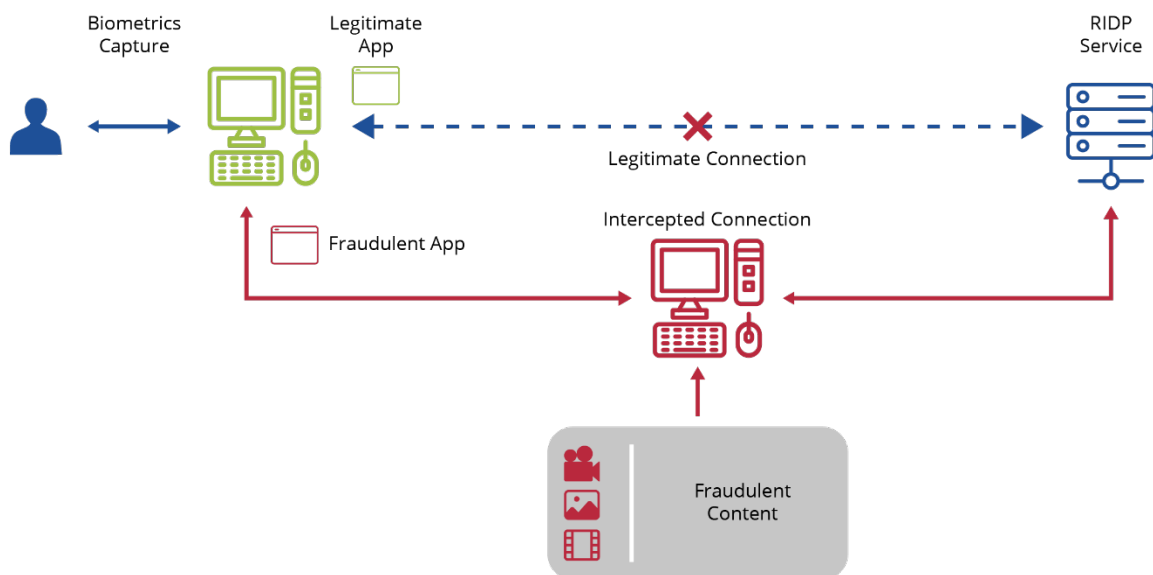 Biometrics
Capture
Legitimate
App
RIDP
Service
Legitimate Connection
Intercepted Connection
Fraudulent App
Fraudulent
Content